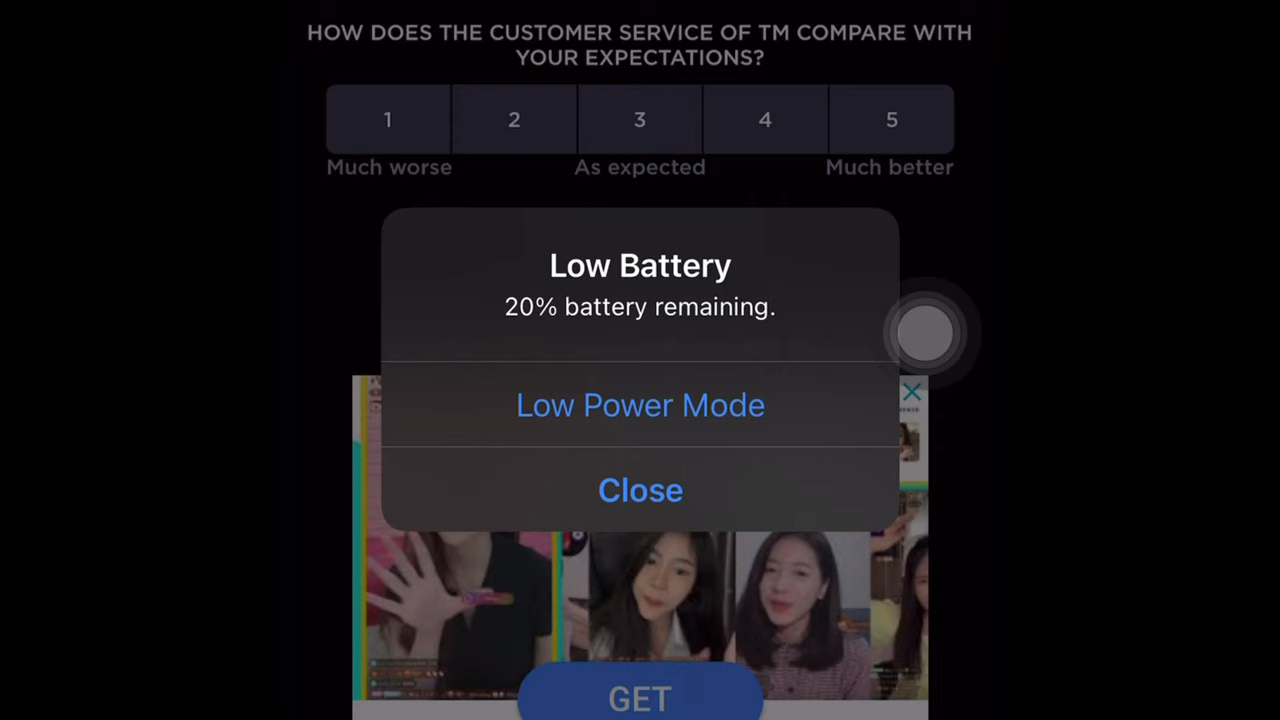 HOW DOES THE CUSTOMER SERVICE OF TM COMPARE WITH
YOUR EXPECTATIONS?
1 2 3 4 5
Much worse As expected Much better
Low Battery
20% battery remaining.
Low Power Mode
Close
GET